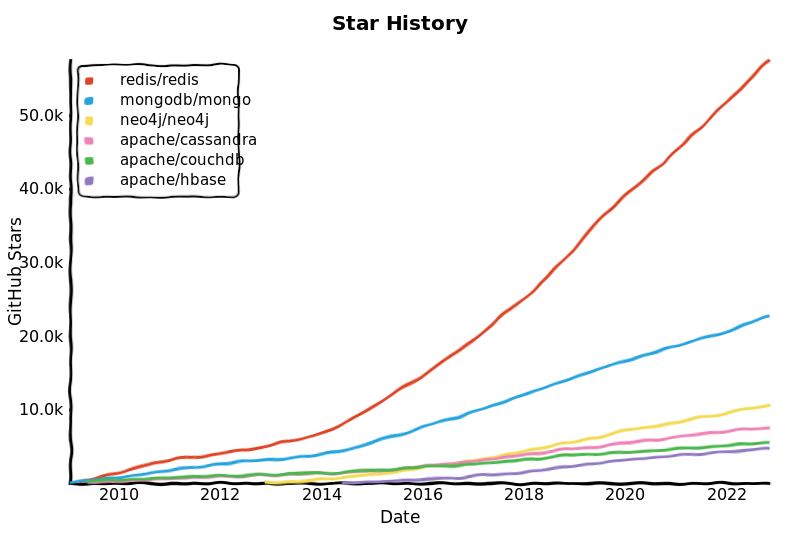 Star History
redis/redis
mongodb/mongo
neo4j/neo4j
apache/cassandra
apache/couchdb
apache/hbase
50.0k
40.0k
30.0k
20.0k
10.0k
GitHub Stars
2010 2012 2014 2016 2018 2020 2022
Date